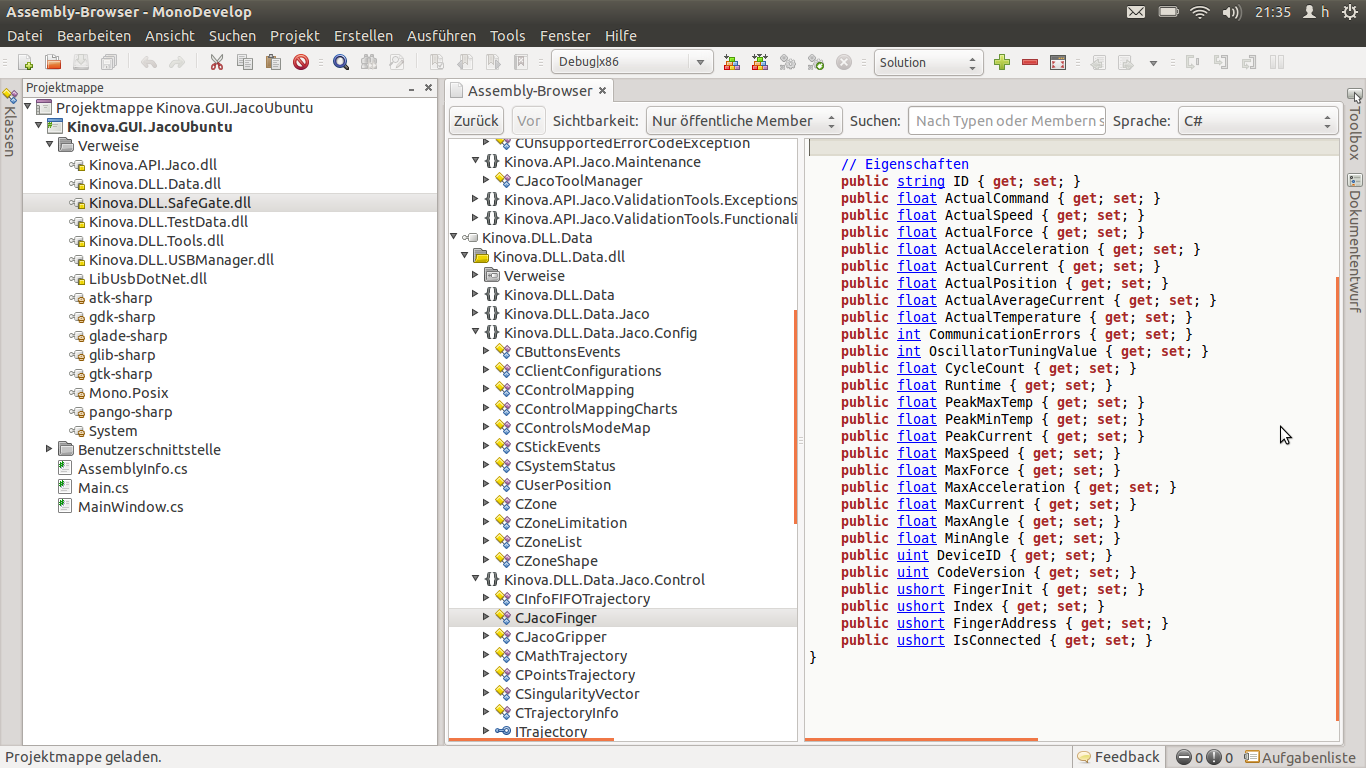 Assembly-Browser - MonoDevelop
21:35
h
Datei Bearbeiten Ansicht Suchen Projekt Erstellen Ausführen Tools Fenster Hilfe
Debug|x86
Solution
Klassen
Projektmappe
Projektmappe Kinova.GUI.JacoUbuntu
Kinova.GUI.JacoUbuntu
Verweise
Kinova.API.Jaco.dll
Kinova.DLL.Data.dll
Kinova.DLL.SafeGate.dll
Kinova.DLL.TestData.dll
Kinova.DLL.Tools.dll
Kinova.DLL.USBManager.dll
LibUsbDotNet.dll
atk-sharp
gdk-sharp
glade-sharp
glib-sharp
gtk-sharp
Mono.Posix
pango-sharp
System
Benutzerschnittstelle
AssemblyInfo.cs
Main.cs
MainWindow.cs
Assembly-Browser
Zurück Vor Sichtbarkeit: Nur öffentliche Member Suchen: Nach Typen oder Membern s Sprache: C#
CUnsupportedErrorCodeException
{} Kinova.API.Jaco.Maintenance
CJacoToolManager
{} Kinova.API.Jaco.ValidationTools.Exceptions
{} Kinova.API.Jaco.ValidationTools.Functionali
Kinova.DLL.Data
Kinova.DLL.Data.dll
Verweise
{} Kinova.DLL.Data
{} Kinova.DLL.Data.Jaco
{} Kinova.DLL.Data.Jaco.Config
CButtonsEvents
CClientConfigurations
CControlMapping
CControlMappingCharts
CControlsModeMap
CStickEvents
CSystemStatus
CUserPosition
CZone
CZoneLimitation
CZoneList
CZoneShape
{} Kinova.DLL.Data.Jaco.Control
CInfoFIFOTrajectory
CJacoFinger
CJacoGripper
CMathTrajectory
CPointsTrajectory
CSingularityVector
CTrajectoryInfo
ITrajectory
// Eigenschaften
public string ID { get; set; }
public float ActualCommand { get; set; }
public float ActualSpeed { get; set; }
public float ActualForce { get; set; }
public float ActualAcceleration { get; set; }
public float ActualCurrent { get; set; }
public float ActualPosition { get; set; }
public float ActualAverageCurrent { get; set; }
public float ActualTemperature { get; set; }
public int CommunicationErrors { get; set; }
public int OscillatorTuningValue { get; set; }
public float CycleCount { get; set; }
public float Runtime { get; set; }
public float PeakMaxTemp { get; set; }
public float PeakMinTemp { get; set; }
public float PeakCurrent { get; set; }
public float MaxSpeed { get; set; }
public float MaxForce { get; set; }
public float MaxAcceleration { get; set; }
public float MaxCurrent { get; set; }
public float MaxAngle { get; set; }
public float MinAngle { get; set; }
public uint DeviceID { get; set; }
public uint CodeVersion { get; set; }
public ushort FingerInit { get; set; }
public ushort Index { get; set; }
public ushort FingerAddress { get; set; }
public ushort IsConnected { get; set; }
}
Toolbox
Dokumententwurf
Projektmappe geladen.
Feedback
0 0
Aufgabenliste